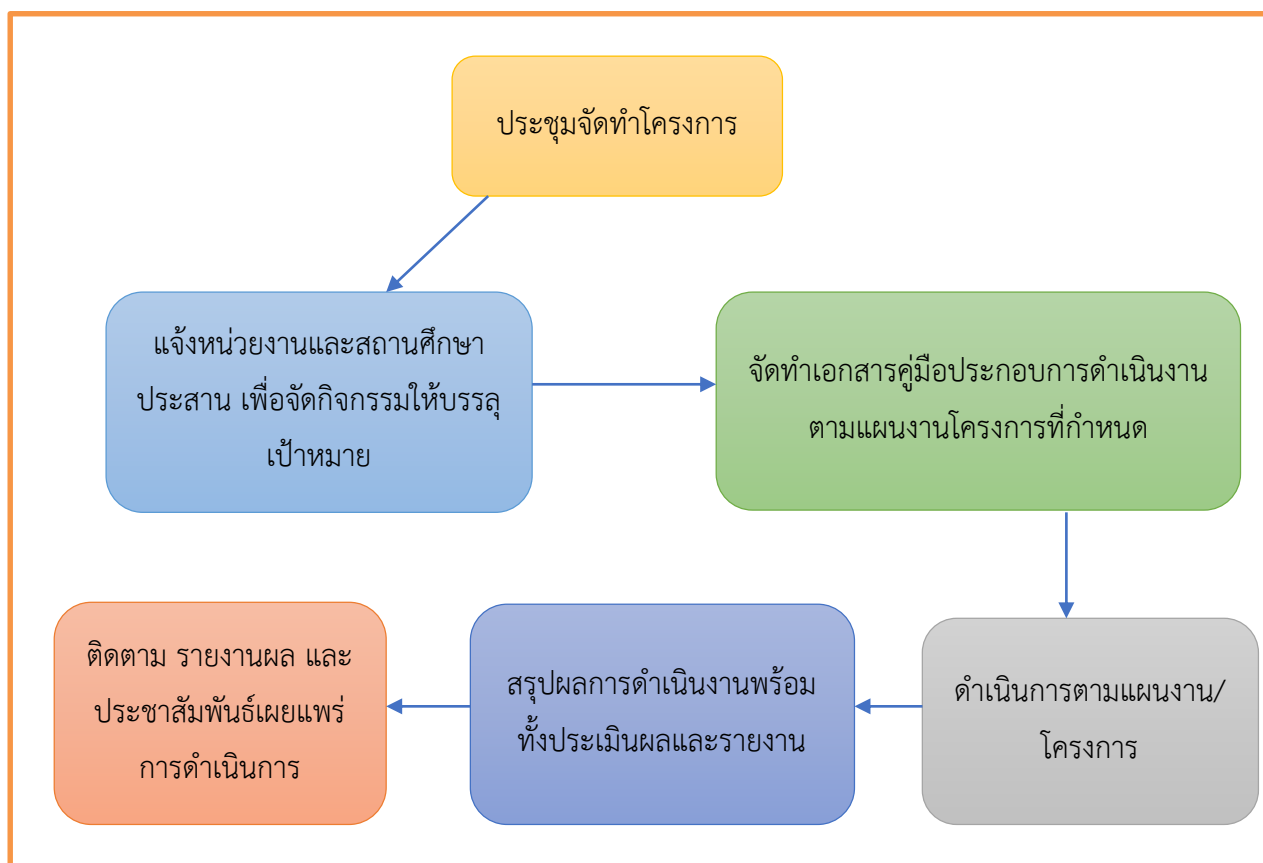 ประชุมจัดทำโครงการ
แจ้งหน่วยงานและสถานศึกษา
ประสาน เพื่อจัดกิจกรรมให้บรรลุ
เป้าหมาย
จัดทำเอกสารคู่มือประกอบการดำเนินงาน
ตามแผนงานโครงการที่กำหนด
ดำเนินการตามแผนงาน/
โครงการ
สรุปผลการดำเนินงานพร้อม
ทั้งประเมินผลและรายงาน
ติดตาม รายงานผล และ
ประชาสัมพันธ์เผยแพร่
การดำเนินการ